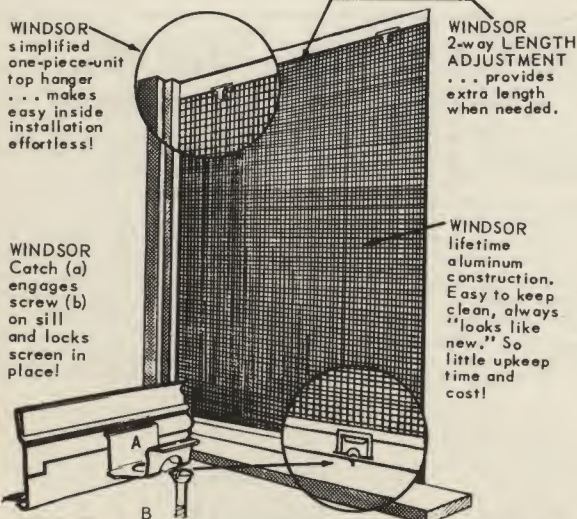 WINDSOR
simplified
one-piece-unit
top hanger
... makes
easy inside
installation
effortless!
WINDSOR
2-way LENGTH
ADJUSTMENT
... provides
extra length
when needed.
WINDSOR
Catch (a)
engages
screw (b)
on sill
and locks
screen in
place!
WINDSOR
lifetime
aluminum
construction.
Easy to keep
clean, always
"looks like
new." So
little upkeep
time and
cost!
A
B